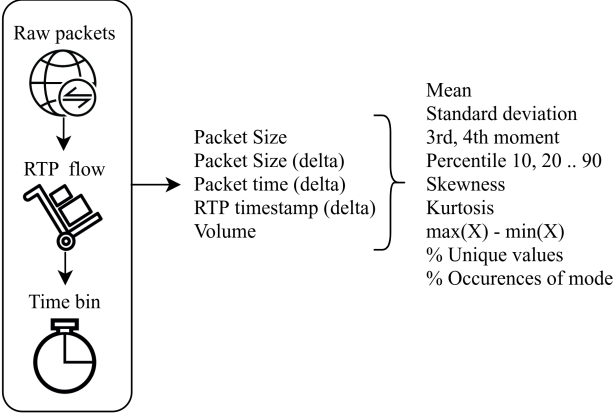 Raw packets
RTP flow
Time bin
Packet Size
Packet Size (delta)
Packet time (delta)
RTP timestamp (delta)
Volume
Mean
Standard deviation
3rd, 4th moment
Percentile 10, 20 .. 90
Skewness
Kurtosis
max(X) - min(X)
% Unique values
% Occurences of mode